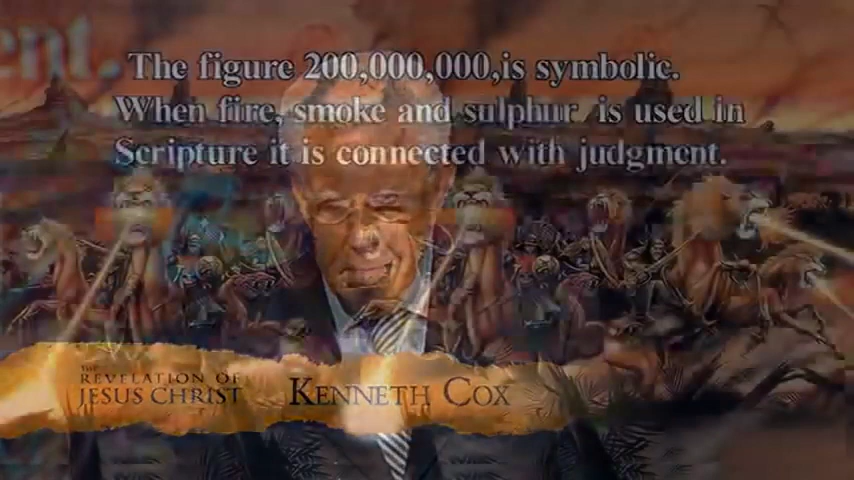 ent.
The figure 200,000,000,is symbolic.
When fire, smoke and sulphur is used in
Scripture it is connected with judgment.
THE
REVELATION OF
JESUS CHRIST
KENNETH COX